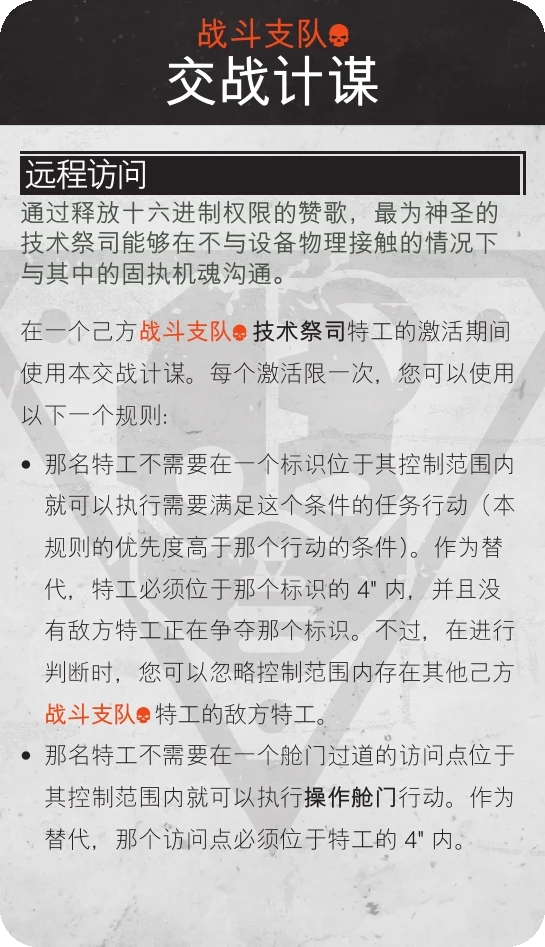 战斗支队
交战计谋
远程访问
通过释放十六进制权限的赞歌，最为神圣的
技术祭司能够在不与设备物理接触的情况下
与其中的固执机魂沟通。
在一个己方战斗支队 技术祭司特工的激活期间
使用本交战计谋。每个激活限一次，您可以使用
以下一个规则:
• 那名特工不需要在一个标识位于其控制范围内
就可以执行需要满足这个条件的任务行动（本
规则的优先度高于那个行动的条件)。作为替
代，特工必须位于那个标识的 4" 内，并且没
有敌方特工正在争夺那个标识。不过，在进行
判断时，您可以忽略控制范围内存在其他己方
战斗支队 特工的敌方特工。
• 那名特工不需要在一个舱门过道的访问点位于
其控制范围内就可以执行操作舱门行动。作为
替代，那个访问点必须位于特工的 4" 内。